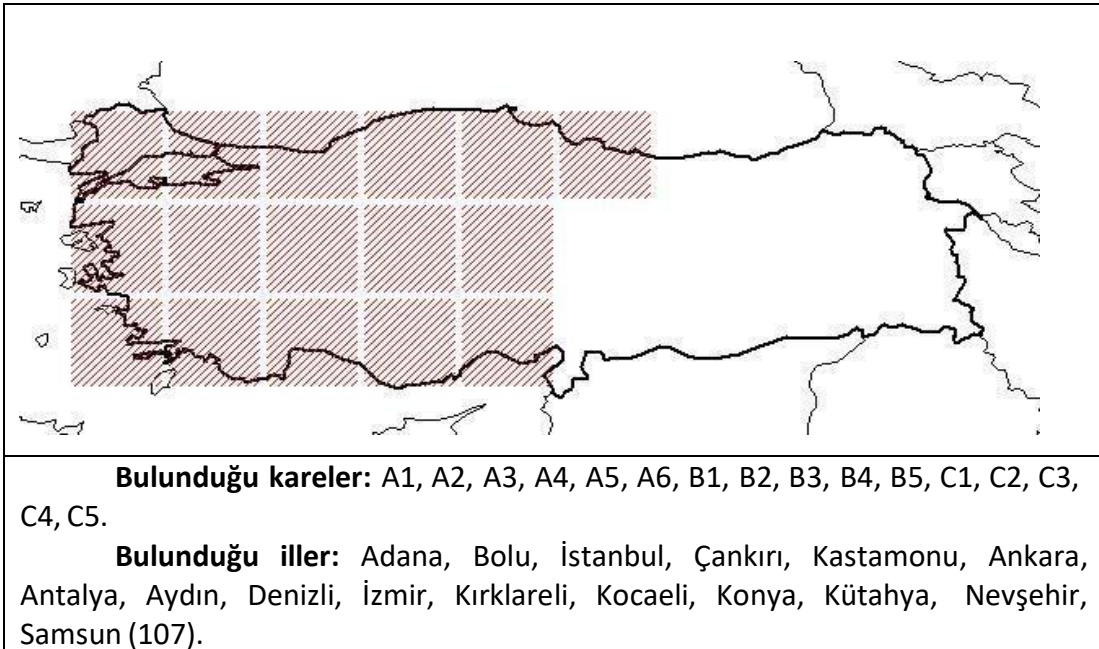 Bulunduğu kareler: A1, A2, A3, A4, A5, A6, B1, B2, B3, B4, B5, C1, C2, C3,
C4, C5.
Bulunduğu iller: Adana, Bolu, İstanbul, Çankırı, Kastamonu, Ankara,
Antalya, Aydın, Denizli, İzmir, Kırklareli, Kocaeli, Konya, Kütahya, Nevşehir,
Samsun (107).